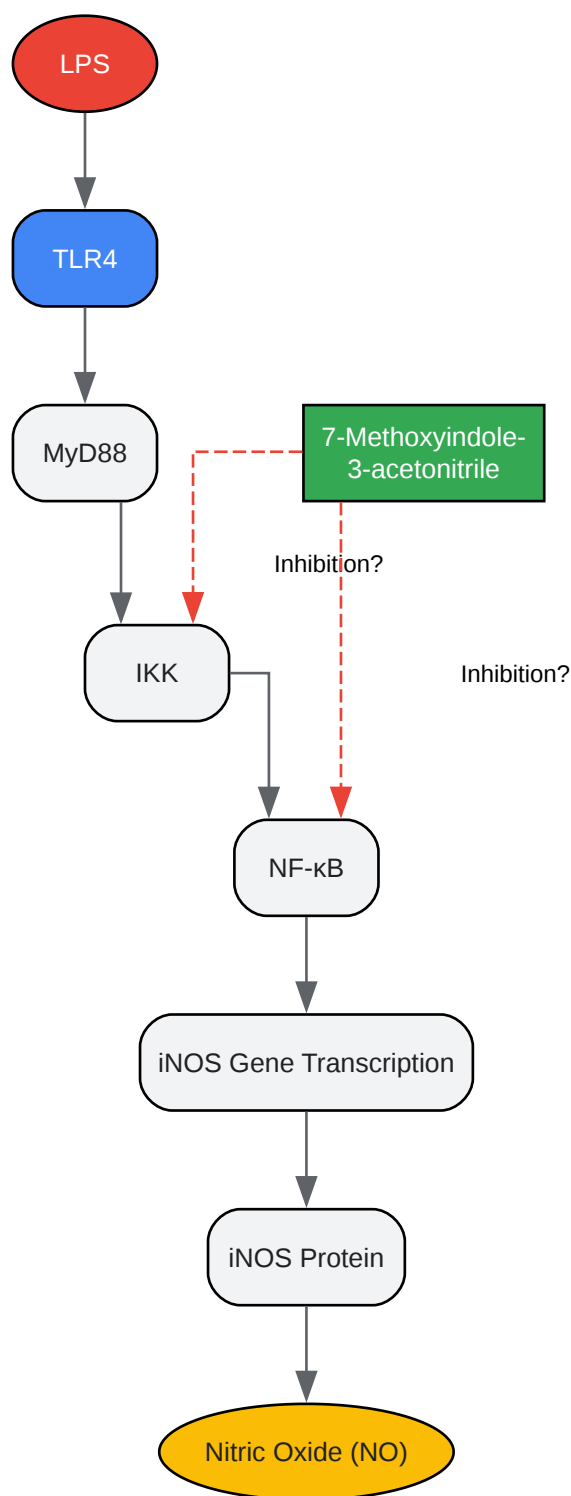 LPS
TLR4
MyD88
7-Methoxyindole-
3-acetonitrile
Inhibition?
IKK
Inhibition?
NF-κB
iNOS Gene Transcription
iNOS Protein
Nitric Oxide (NO)